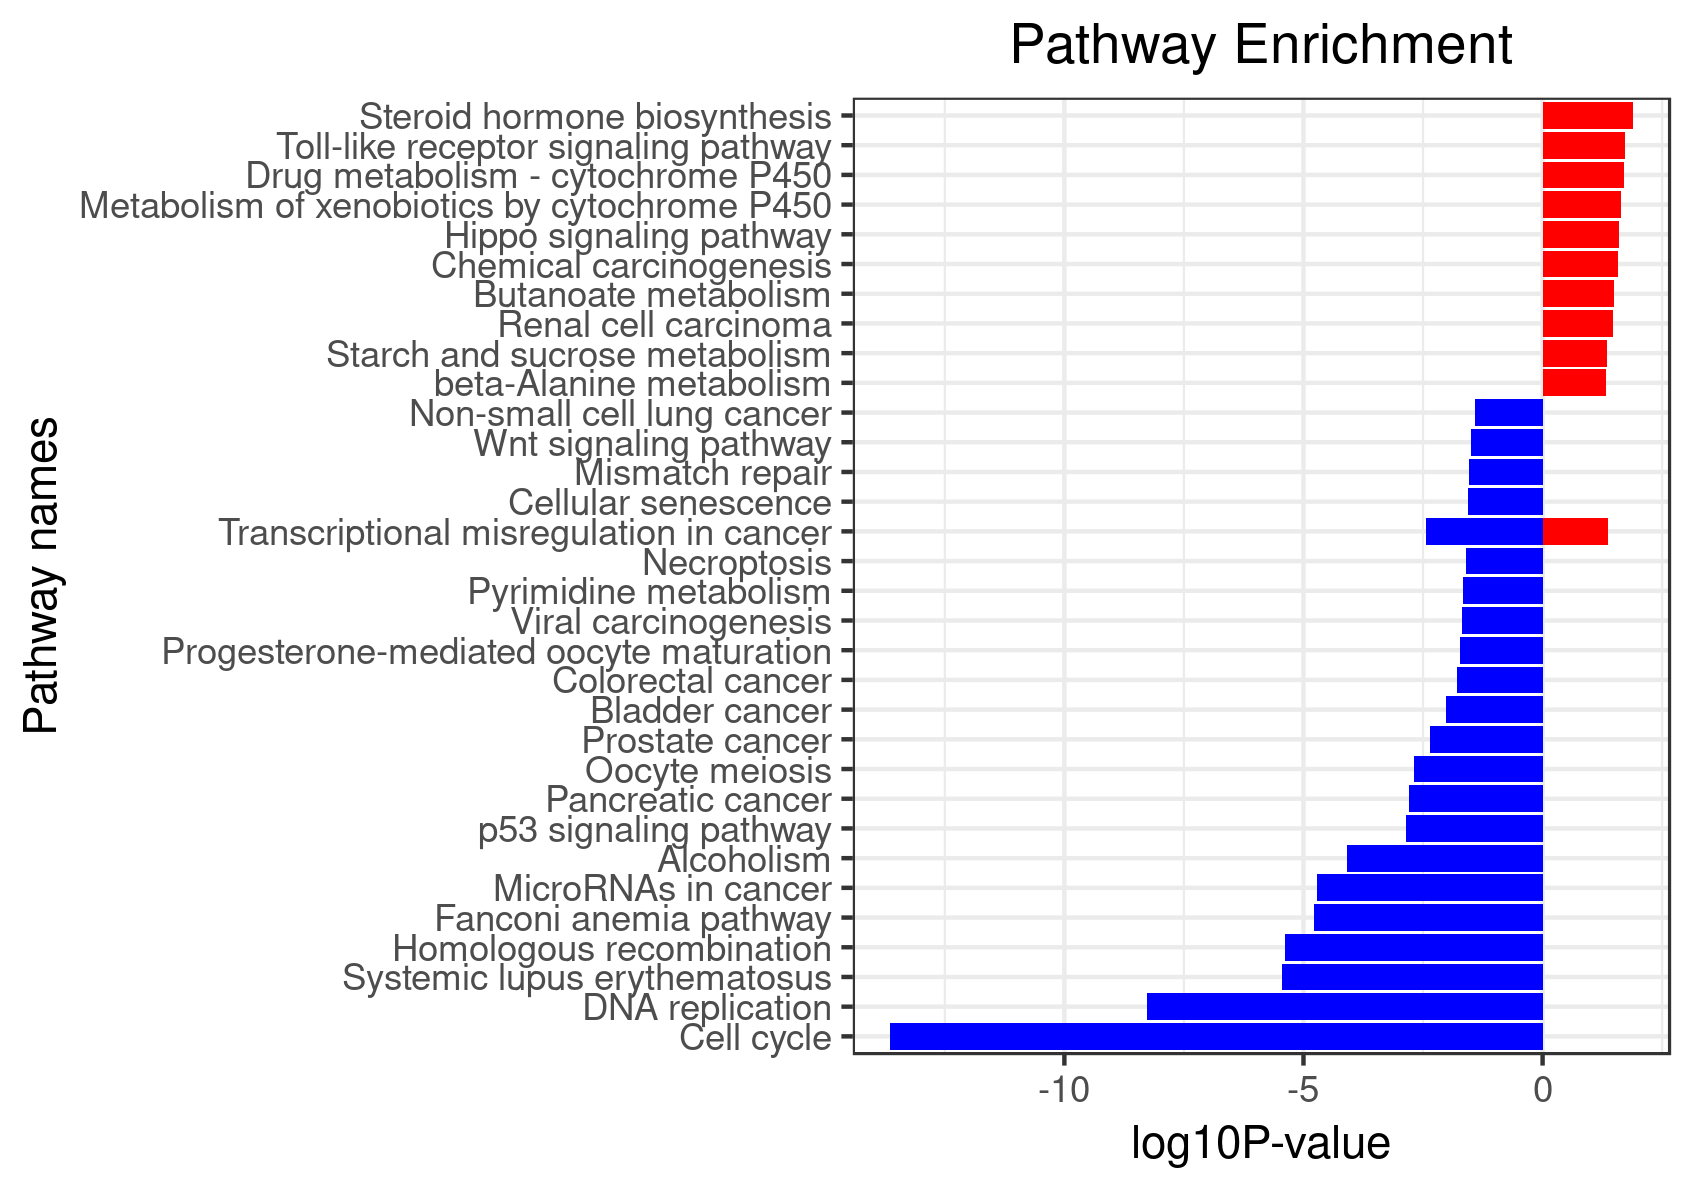 Pathway Enrichment
Steroid hormone biosynthesis
Toll-like receptor signaling pathway
Drug metabolism - cytochrome P450
Metabolism of xenobiotics by cytochrome P450
Hippo signaling pathway
Chemical carcinogenesis
Butanoate metabolism
Renal cell carcinoma
Starch and sucrose metabolism
beta-Alanine metabolism
Non-small cell lung cancer
Wnt signaling pathway
Mismatch repair
Cellular senescence
Transcriptional misregulation in cancer
Necroptosis
Pyrimidine metabolism
Viral carcinogenesis
Progesterone-mediated oocyte maturation
Colorectal cancer
Bladder cancer
Prostate cancer
Oocyte meiosis
Pancreatic cancer
p53 signaling pathway
Alcoholism
MicroRNAs in cancer
Fanconi anemia pathway
Homologous recombination
Systemic lupus erythematosus
DNA replication
Cell cycle
Pathway names
-10 -5 0
log10P-value